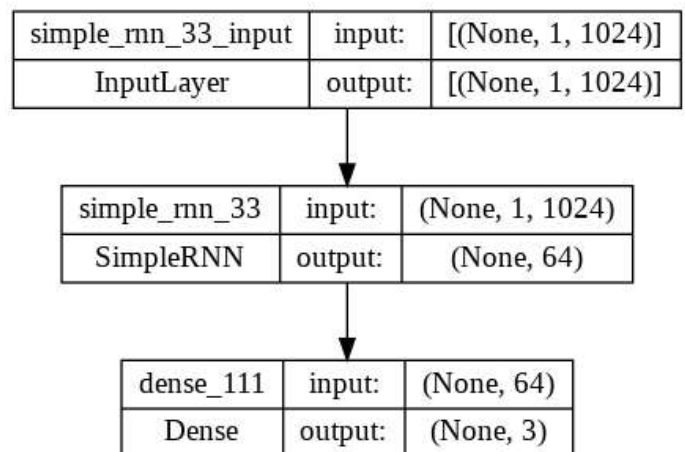 simple_rnn_33_input input: [(None, 1, 1024)]
InputLayer output: [(None, 1, 1024)]
simple_rnn_33 input: (None, 1, 1024)
SimpleRNN output: (None, 64)
dense_111 input: (None, 64)
Dense output: (None, 3)